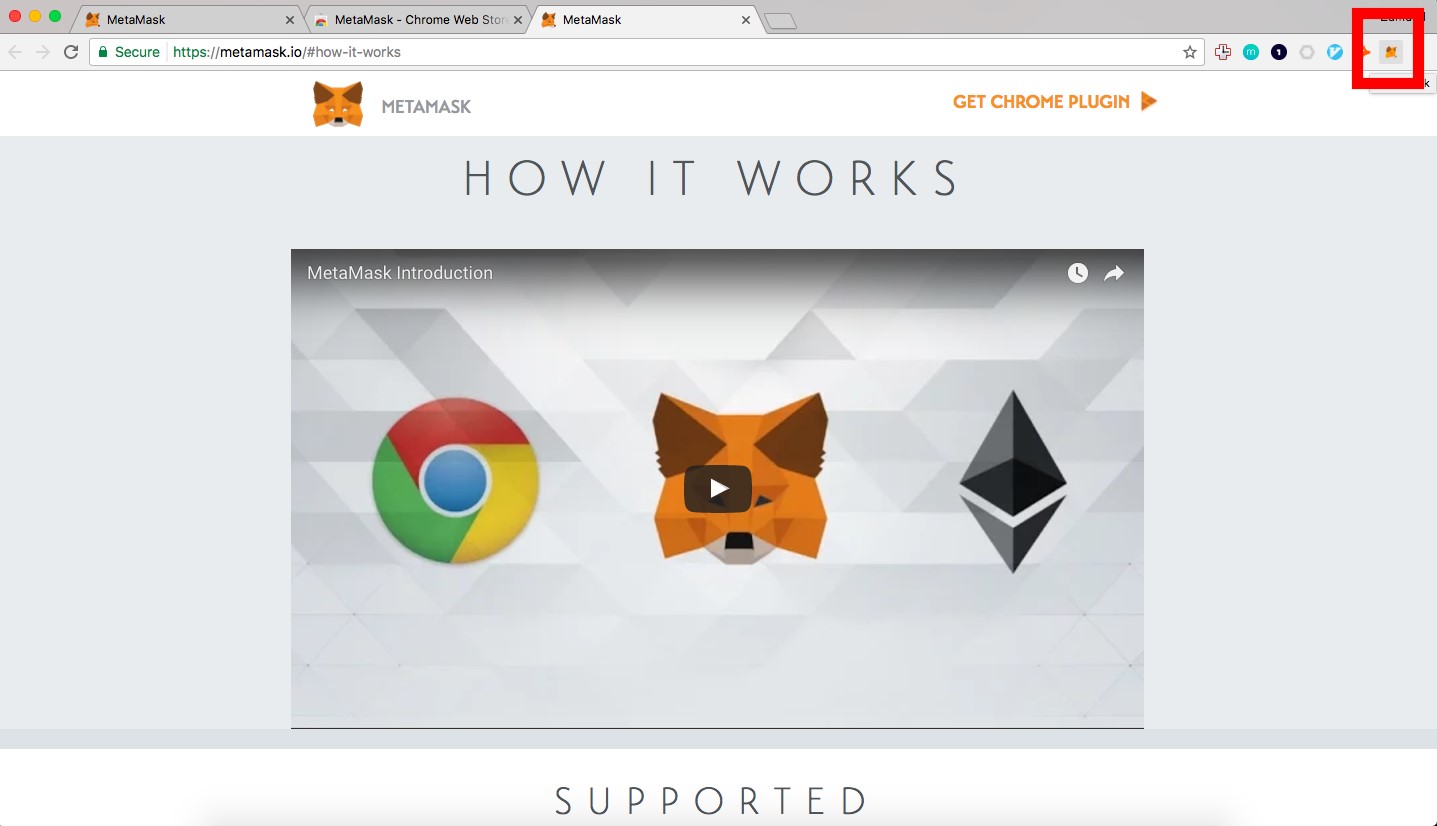 MetaMask
MetaMask - Chrome Web Stor
MetaMask
Secure
https://metamask.io/#how-it-works
m
1
METAMASK
GET CHROME PLUGIN
HOW IT WORKS
MetaMask Introduction
SUPPORTED